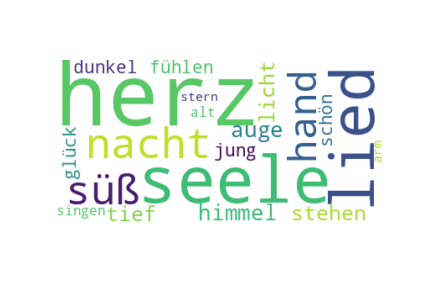 dunkel fühlen
herz
stern
alt
licht
hand
schön
lied
arm
glück
nacht
auge
jung
süß
seele
singen
tief
himmel
stehen